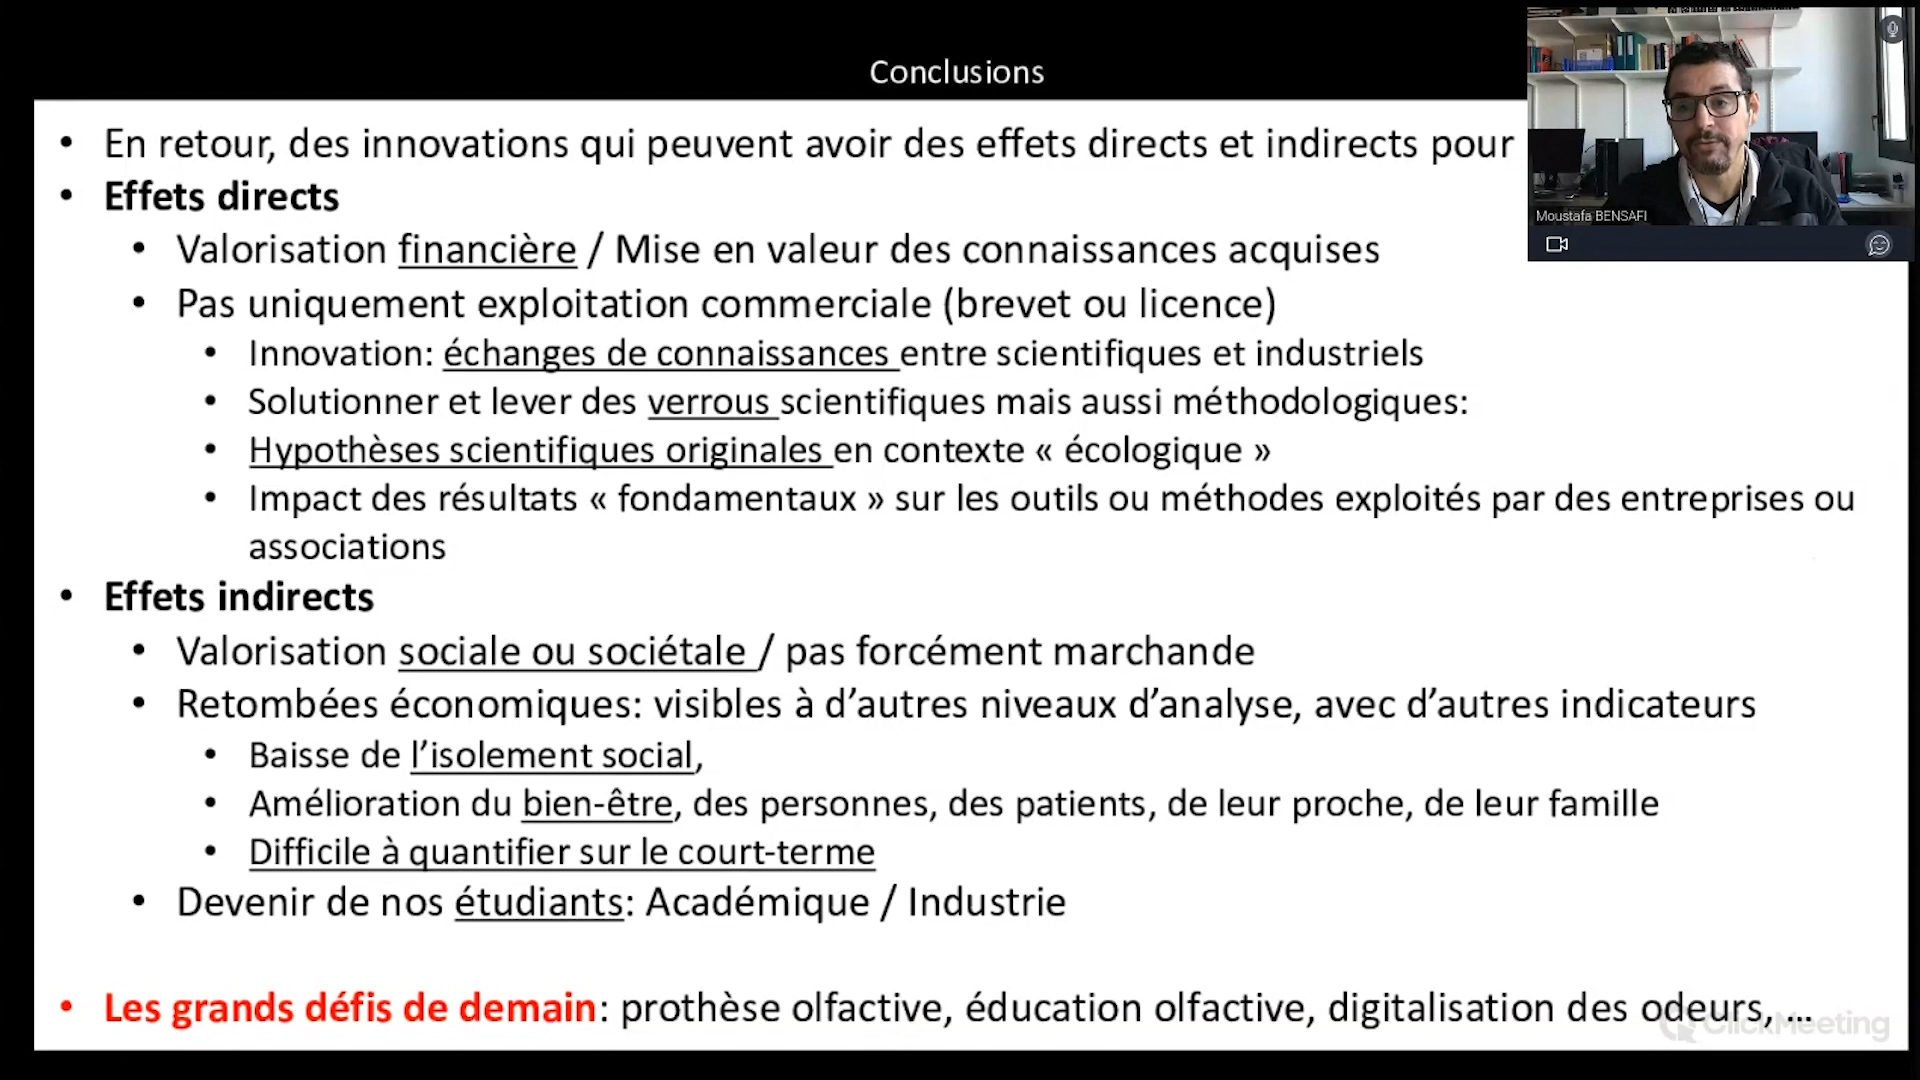 Conclusions
• En retour, des innovations qui peuvent avoir des effets directs et indirects pour
• Effets directs
• Valorisation financière / Mise en valeur des connaissances acquises
• Pas uniquement exploitation commerciale (brevet ou licence)
• Innovation: échanges de connaissances entre scientifiques et industriels
• Solutionner et lever des verrous scientifiques mais aussi méthodologiques:
• Hypothèses scientifiques originales en contexte « écologique »
• Impact des résultats « fondamentaux » sur les outils ou méthodes exploités par des entreprises ou
associations
• Effets indirects
• Valorisation sociale ou sociétale / pas forcément marchande
• Retombées économiques: visibles à d’autres niveaux d’analyse, avec d’autres indicateurs
• Baisse de l’isolement social,
• Amélioration du bien-être, des personnes, des patients, de leur proche, de leur famille
• Difficile à quantifier sur le court-terme
• Devenir de nos étudiants: Académique / Industrie
• Les grands défis de demain: prothèse olfactive, éducation olfactive, digitalisation des odeurs, …
Moustafa BENSAFI
ClickMeeting